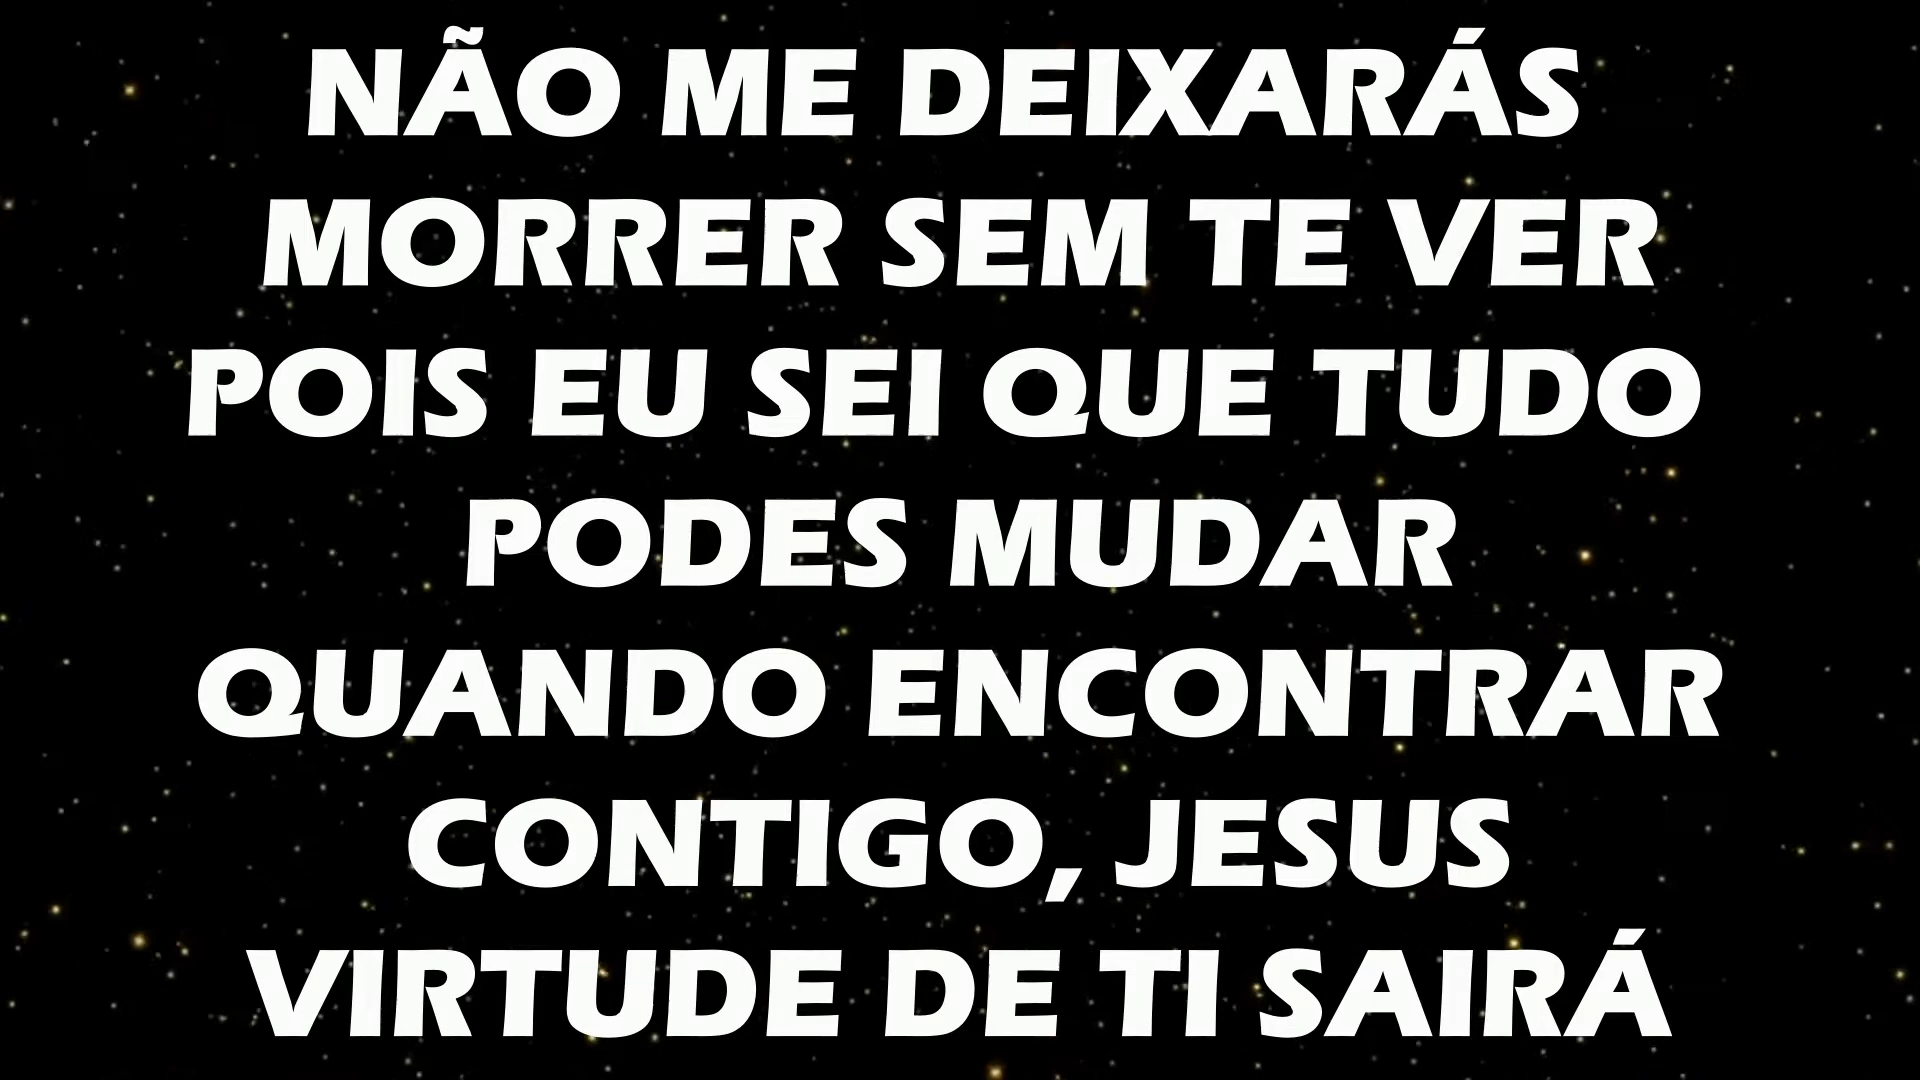 NÃO ME DEIXARÁS
MORRER SEM TE VER
POIS EU SEI QUE TUDO
PODES MUDAR
QUANDO ENCONTRAR
CONTIGO, JESUS
VIRTUDE DE TI SAIRÁ